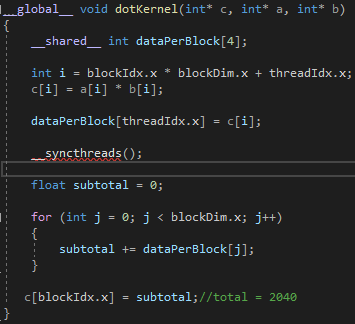 __global__ void dotKernel(int* c, int* a, int* b)
{
    __shared__ int dataPerBlock[4];
    int i = blockIdx.x * blockDim.x + threadIdx.x;
    c[i] = a[i] * b[i];
    dataPerBlock[threadIdx.x] = c[i];
    __syncthreads();
    float subtotal = 0;
    for (int j = 0; j < blockDim.x; j++)
    {
        subtotal += dataPerBlock[j];
    }
    c[blockIdx.x] = subtotal;//total = 2040
}